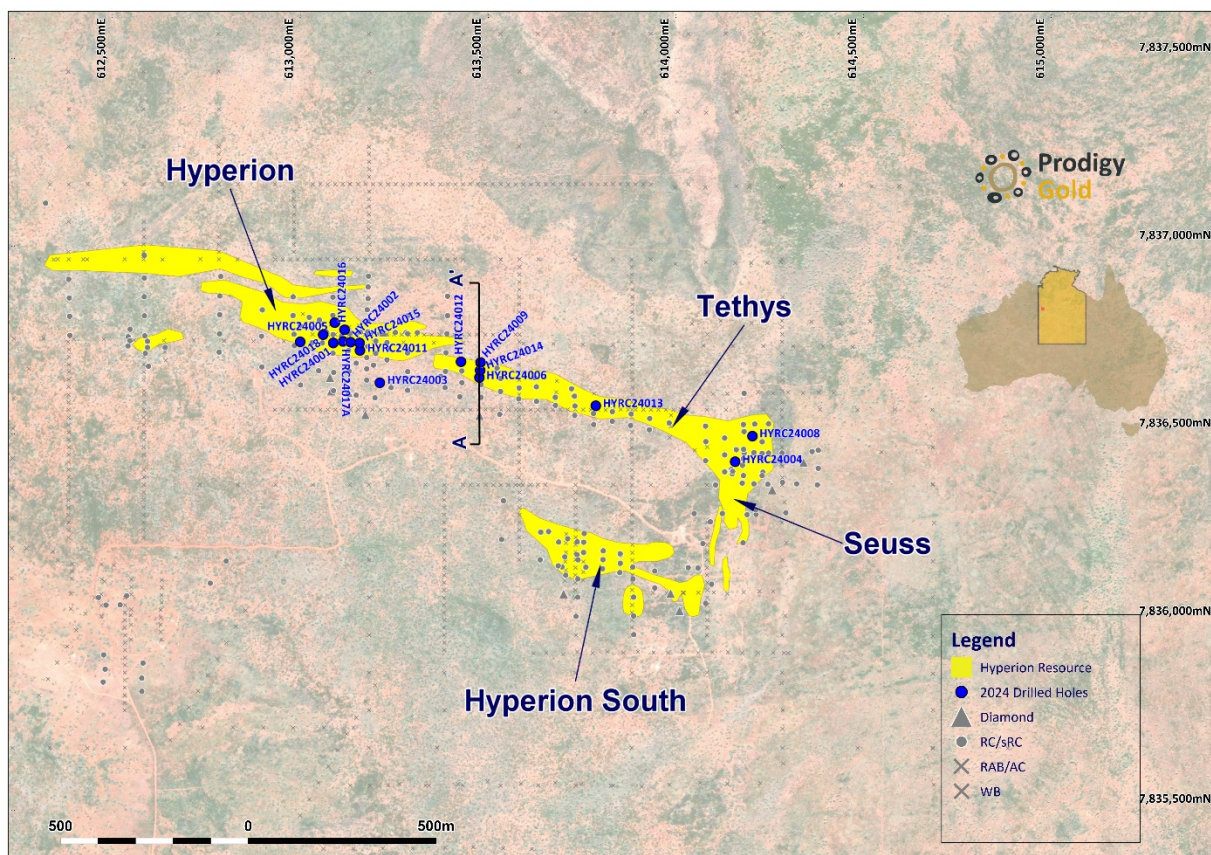 612,500mE
613,000mE
613,500mE
614,000mE
614,500mE
615,000mE
7,837,500mN
Prodigy
Gold
Hyperion
7,837,000mN
A'
HYRC24016
HYRC24002
HYRC24012
HYRC24009
Tethys
HYRC24005
HYRC24015
HYRC24014
HYRC24018
HYRC24011
HYRC24001
HYRC24006
HYRC24017A
HYRC24003
HYRC24013
A
7,836,500mN
HYRC24008
HYRC24004
Seuss
7,836,000mN
Hyperion South
Legend
Hyperion Resource
2024 Drilled Holes
Diamond
RC/sRC
RAB/AC
WB
7,835,500mN
500 0 500m